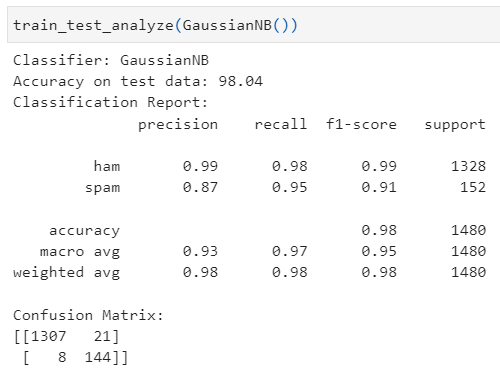 train_test_analyze(GaussianNB())
Classifier: GaussianNB
Accuracy on test data: 98.04
Classification Report:
              precision    recall  f1-score   support

         ham       0.99      0.98      0.99      1328
        spam       0.87      0.95      0.91       152

    accuracy                           0.98      1480
   macro avg       0.93      0.97      0.95      1480
weighted avg       0.98      0.98      0.98      1480

Confusion Matrix:
[[1307   21]
 [   8  144]]